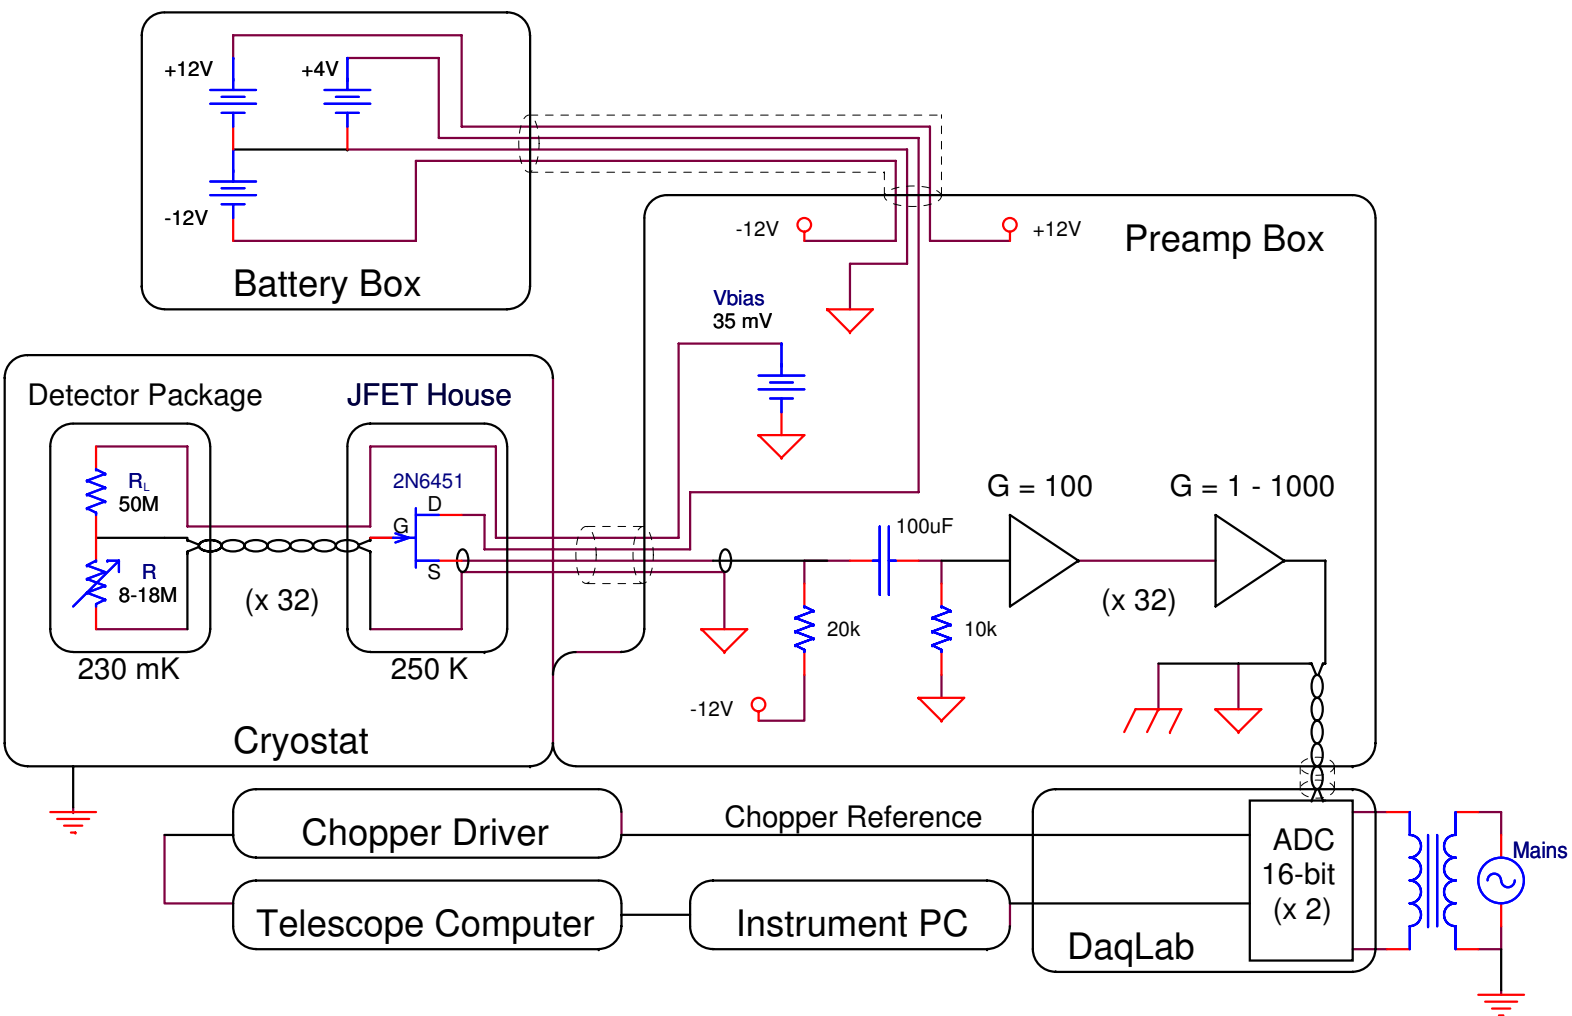 +12V
+4V
-12V
Battery Box
-12V
+12V
Preamp Box
Vbias
35 mV
Detector Package
JFET House
R_L
50M
R
8-18M
(x 32)
2N6451
D
G
S
230 mK
250 K
Cryostat
100uF
G = 100
G = 1 - 1000
20k
10k
(x 32)
-12V
Chopper Driver
Chopper Reference
Telescope Computer
Instrument PC
ADC
16-bit
(x 2)
DaqLab
Mains